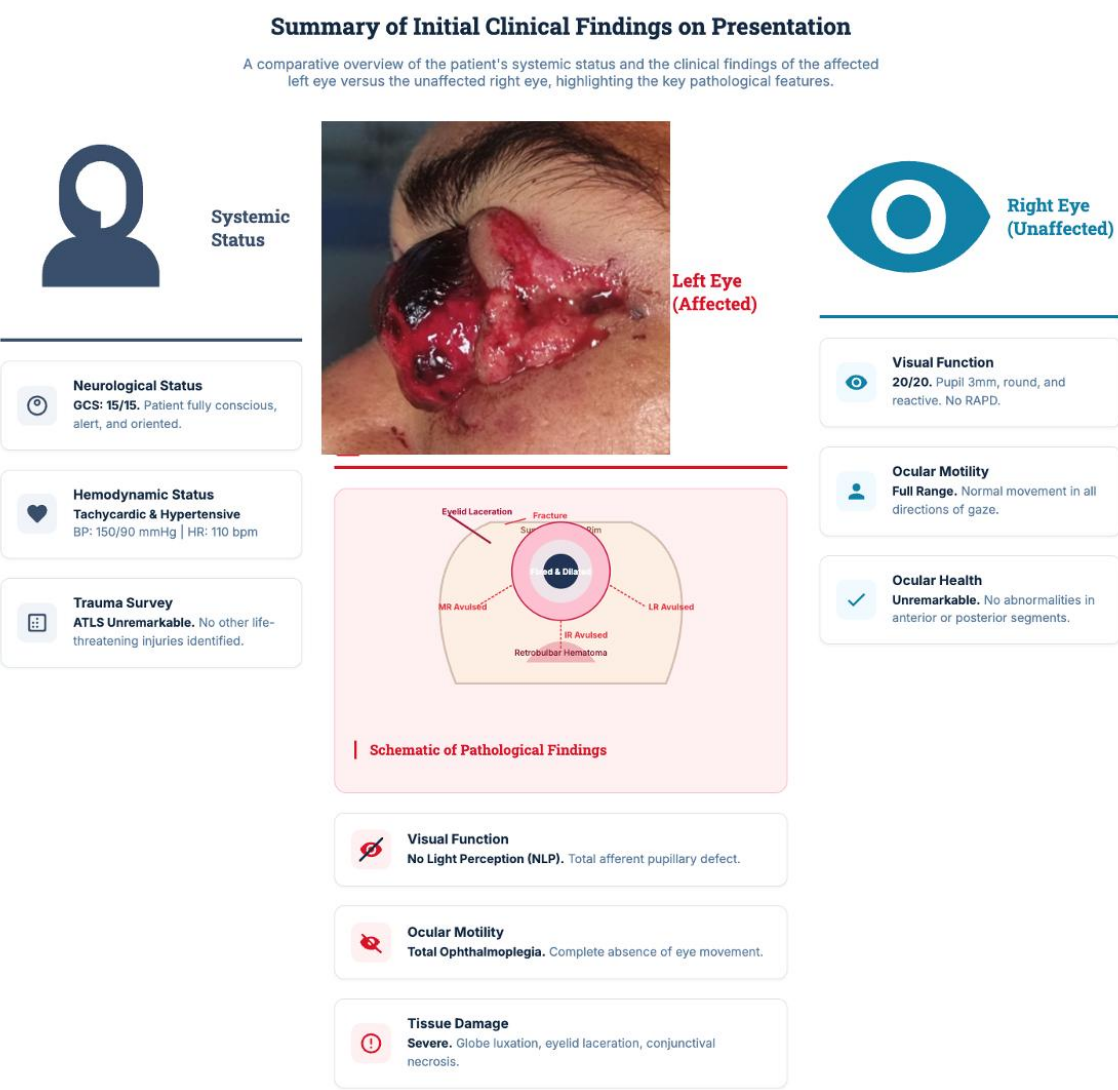 Summary of Initial Clinical Findings on Presentation
A comparative overview of the patient's systemic status and the clinical findings of the affected
left eye versus the unaffected right eye, highlighting the key pathological features.
Systemic
Status
Neurological Status
GCS: 15/15. Patient fully conscious,
alert, and oriented.
Hemodynamic Status
Tachycardic & Hypertensive
BP: 150/90 mmHg | HR: 110 bpm
Trauma Survey
ATLS Unremarkable. No other life-
threatening injuries identified.
Left Eye
(Affected)
Eyelid Laceration
Fracture
MR Avulsed
LR Avulsed
IR Avulsed
Retrobulbar Hematoma
Schematic of Pathological Findings
Visual Function
No Light Perception (NLP). Total afferent pupillary defect.
Ocular Motility
Total Ophthalmoplegia. Complete absence of eye movement.
Tissue Damage
Severe. Globe luxation, eyelid laceration, conjunctival
necrosis.
Right Eye
(Unaffected)
Visual Function
20/20. Pupil 3mm, round, and
reactive. No RAPD.
Ocular Motility
Full Range. Normal movement in all
directions of gaze.
Ocular Health
Unremarkable. No abnormalities in
anterior or posterior segments.